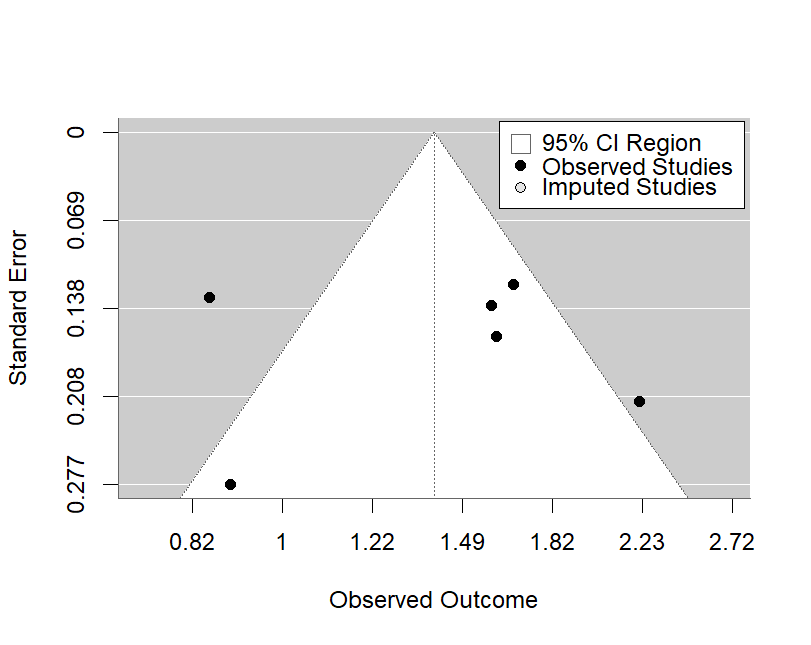 95% CI Region
Observed Studies
Imputed Studies
0
0.069
0.138
0.208
0.277
Standard Error
0.82 1 1.22 1.49 1.82 2.23 2.72
Observed Outcome